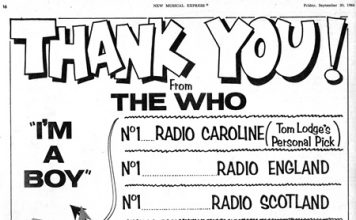 16 NEW MUSICAL EXPRESS Friday, September 30, 1966
THANK YOU!
From
THE WHO
"I'M
A
BOY"
Nº1.....RADIO CAROLINE (Tom Lodge's
Personal Pick)
Nº1...............RADIO ENGLAND
Nº1...............RADIO SCOTLAND